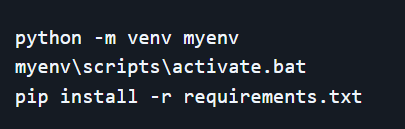 python -m venv myenv
myenv\scripts\activate.bat
pip install -r requirements.txt